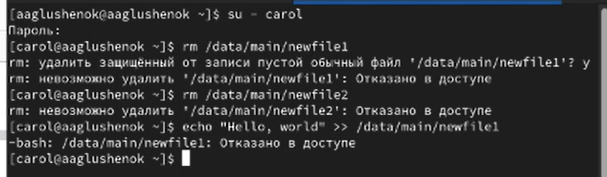 [aaglushenok@aaglushenok ~]$ su - carol
Пароль:
[carol@aaglushenok ~]$ rm /data/main/newfile1
rm: удалить защищённый от записи пустой обычный файл '/data/main/newfile1'? y
rm: невозможно удалить '/data/main/newfile1': Отказано в доступе
[carol@aaglushenok ~]$ rm /data/main/newfile2
rm: невозможно удалить '/data/main/newfile2': Отказано в доступе
[carol@aaglushenok ~]$ echo "Hello, world" >> /data/main/newfile1
-bash: /data/main/newfile1: Отказано в доступе
[carol@aaglushenok ~]$